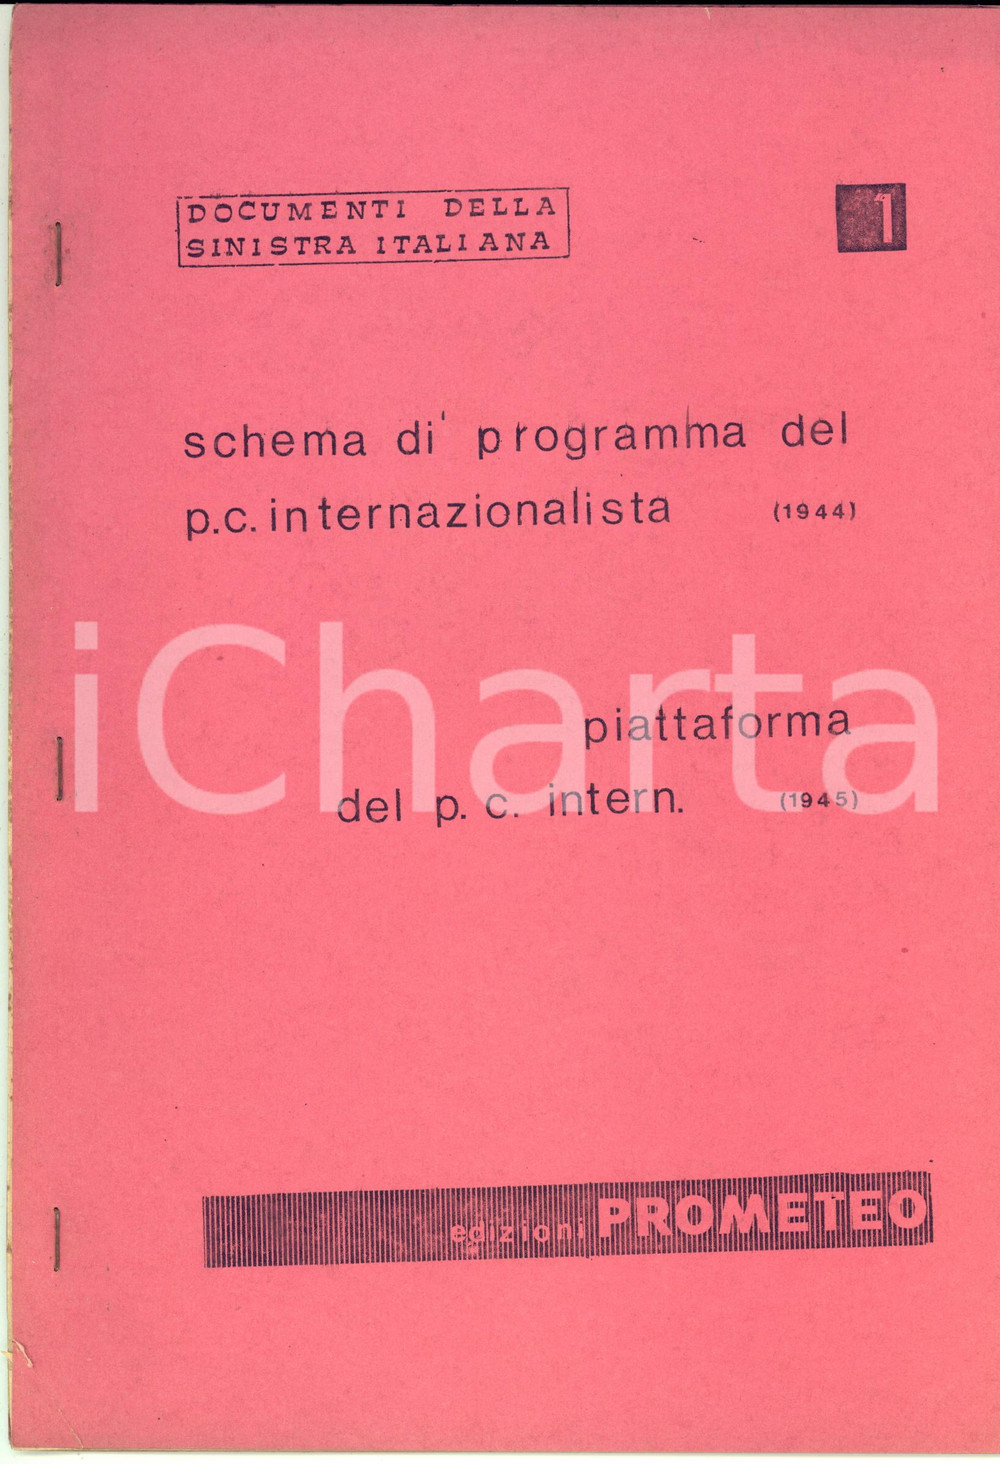 DOCUMENTI DELLA
SINISTRA ITALIANA
1
schema di programma del
p.c. internazionalista (1944)
iCharta
piattaforma
del p. c. intern. (1945)
edizioni PROMETEO